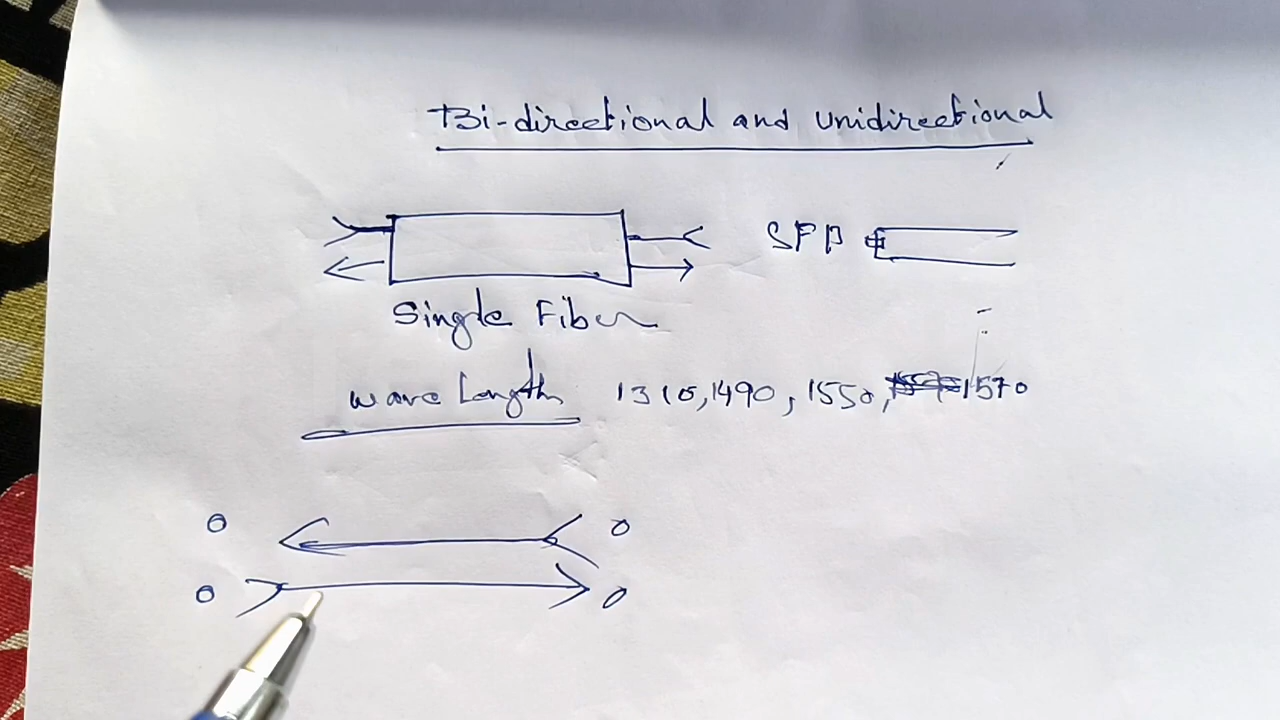 Bi-directional and unidirectional
SFP
Single Fiber
wave Length 1310, 1490, 1550, 1570